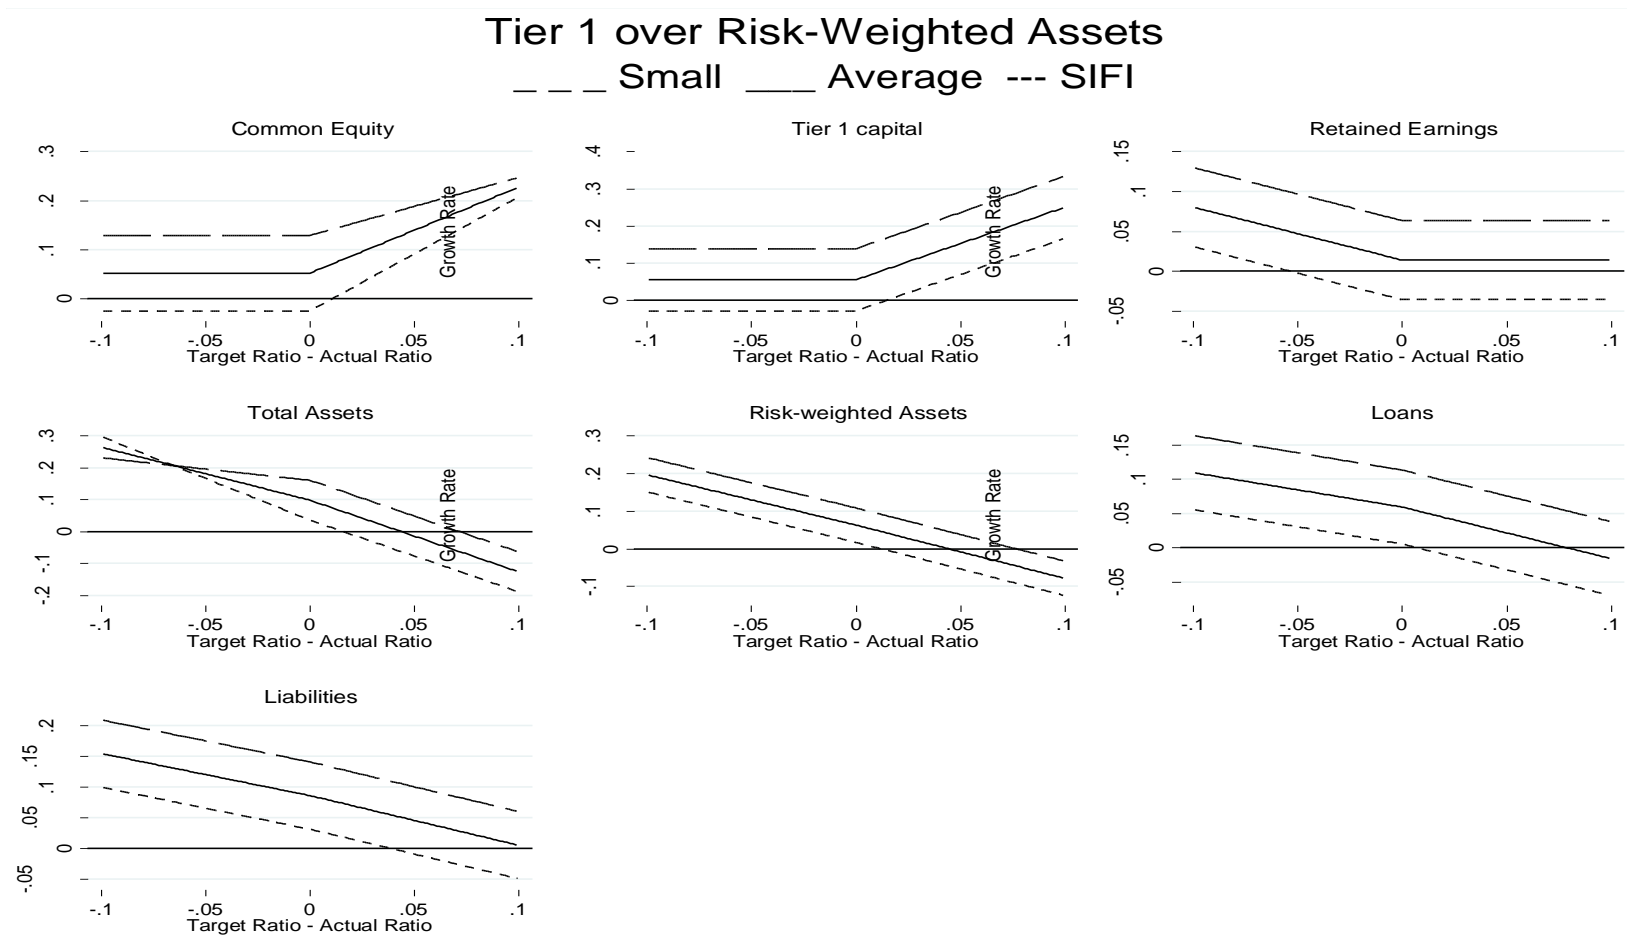 Tier 1 over Risk-Weighted Assets
_ _ _ Small ___ Average --- SIFI
Common Equity
.3
.2
.1
0
Growth Rate
-.1 -.05 0 .05 .1
Target Ratio - Actual Ratio
Tier 1 capital
.4
.3
.2
.1
0
Growth Rate
-.1 -.05 0 .05 .1
Target Ratio - Actual Ratio
Retained Earnings
.15
.1
.05
0
-.05
-.1 -.05 0 .05 .1
Target Ratio - Actual Ratio
Total Assets
.3
.2
.1
0
-.1
-.2
Growth Rate
-.1 -.05 0 .05 .1
Target Ratio - Actual Ratio
Risk-weighted Assets
.3
.2
.1
0
-.1
Growth Rate
-.1 -.05 0 .05 .1
Target Ratio - Actual Ratio
Loans
.15
.1
.05
0
-.05
-.1 -.05 0 .05 .1
Target Ratio - Actual Ratio
Liabilities
.2
.15
.1
.05
0
-.05
-.1 -.05 0 .05 .1
Target Ratio - Actual Ratio